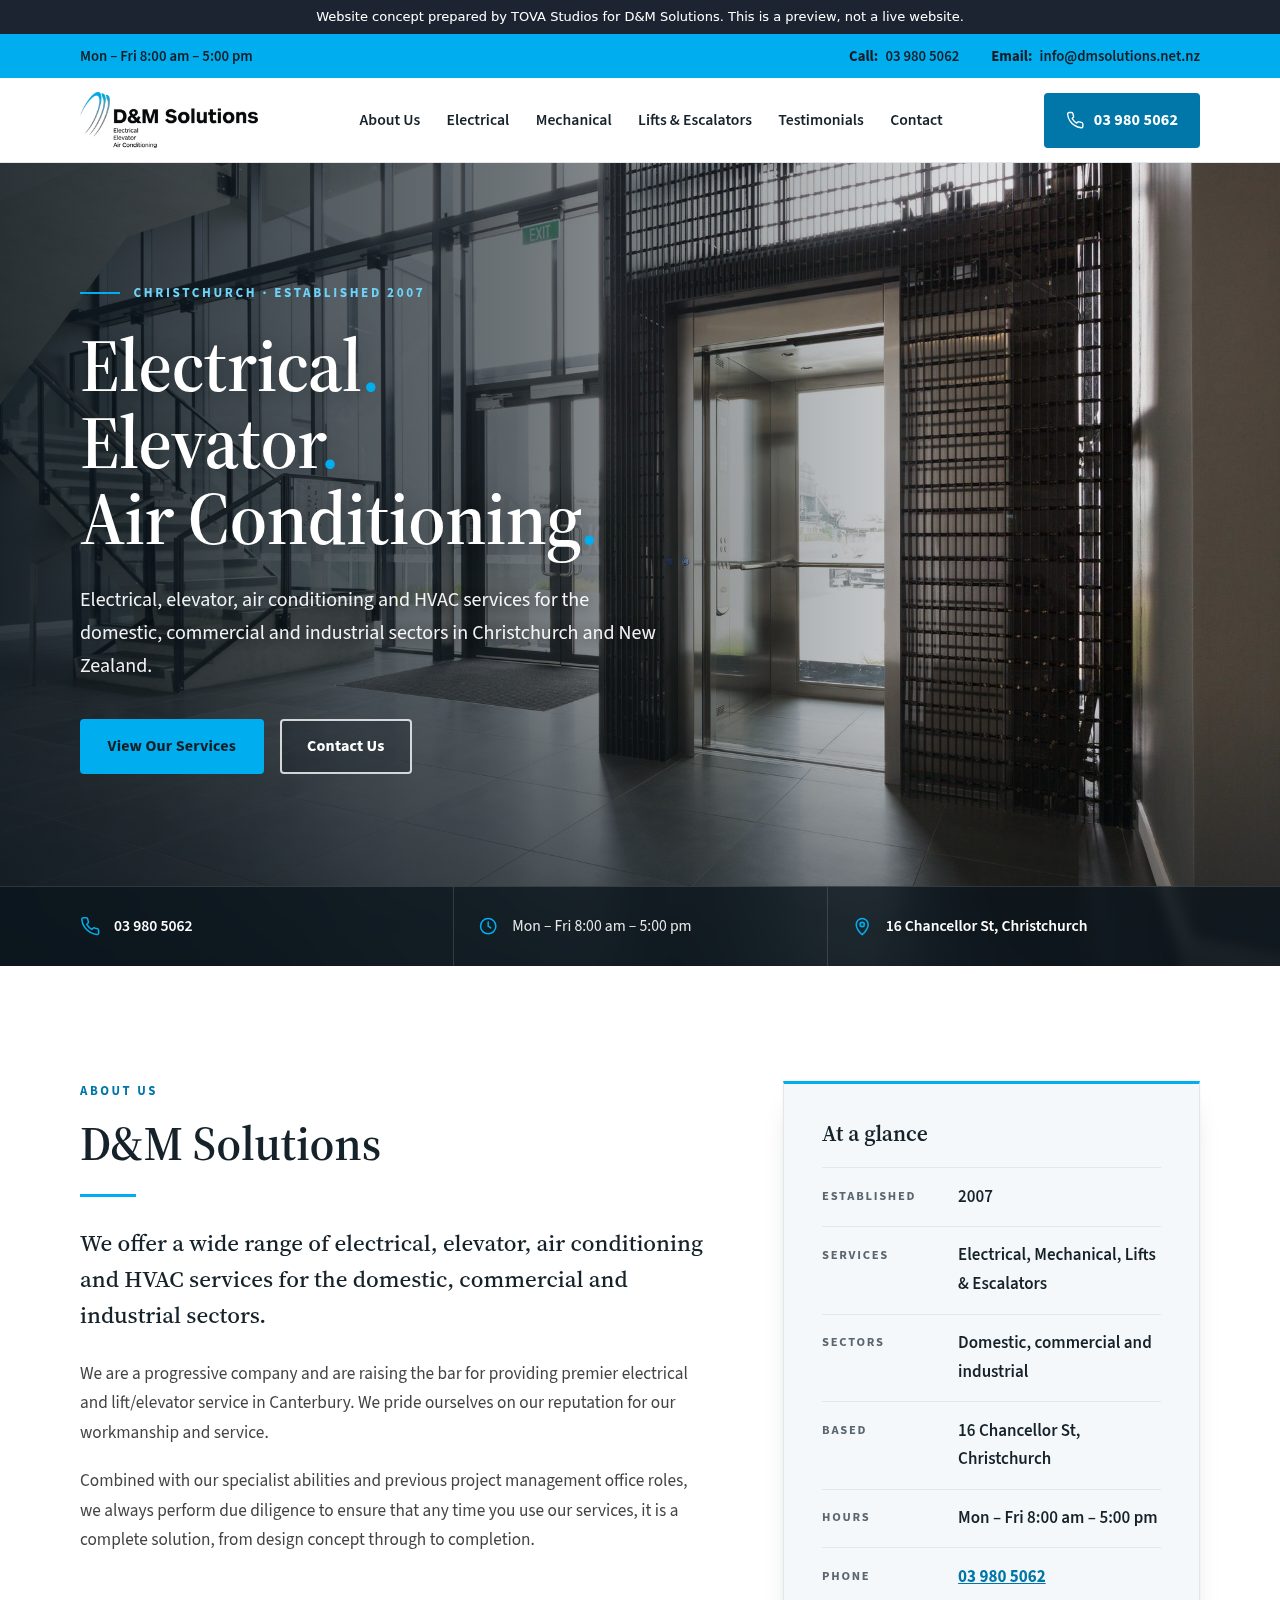 Website concept prepared by TOVA Studios for D&M Solutions. This is a preview, not a live website.
Mon – Fri 8:00 am – 5:00 pm
Call: 03 980 5062
Email: info@dmsolutions.net.nz
D&M Solutions
Electrical
Elevator
Air Conditioning
About Us
Electrical
Mechanical
Lifts & Escalators
Testimonials
Contact
03 980 5062
EXIT
CHRISTCHURCH · ESTABLISHED 2007
Electrical.
Elevator.
Air Conditioning.
Electrical, elevator, air conditioning and HVAC services for the
domestic, commercial and industrial sectors in Christchurch and New
Zealand.
View Our Services
Contact Us
03 980 5062
Mon – Fri 8:00 am – 5:00 pm
16 Chancellor St, Christchurch
ABOUT US
D&M Solutions
We offer a wide range of electrical, elevator, air conditioning
and HVAC services for the domestic, commercial and
industrial sectors.
We are a progressive company and are raising the bar for providing premier electrical
and lift/elevator service in Canterbury. We pride ourselves on our reputation for our
workmanship and service.
Combined with our specialist abilities and previous project management office roles,
we always perform due diligence to ensure that any time you use our services, it is a
complete solution, from design concept through to completion.
At a glance
ESTABLISHED
2007
SERVICES
Electrical, Mechanical, Lifts
& Escalators
SECTORS
Domestic, commercial and
industrial
BASED
16 Chancellor St,
Christchurch
HOURS
Mon – Fri 8:00 am – 5:00 pm
PHONE
03 980 5062